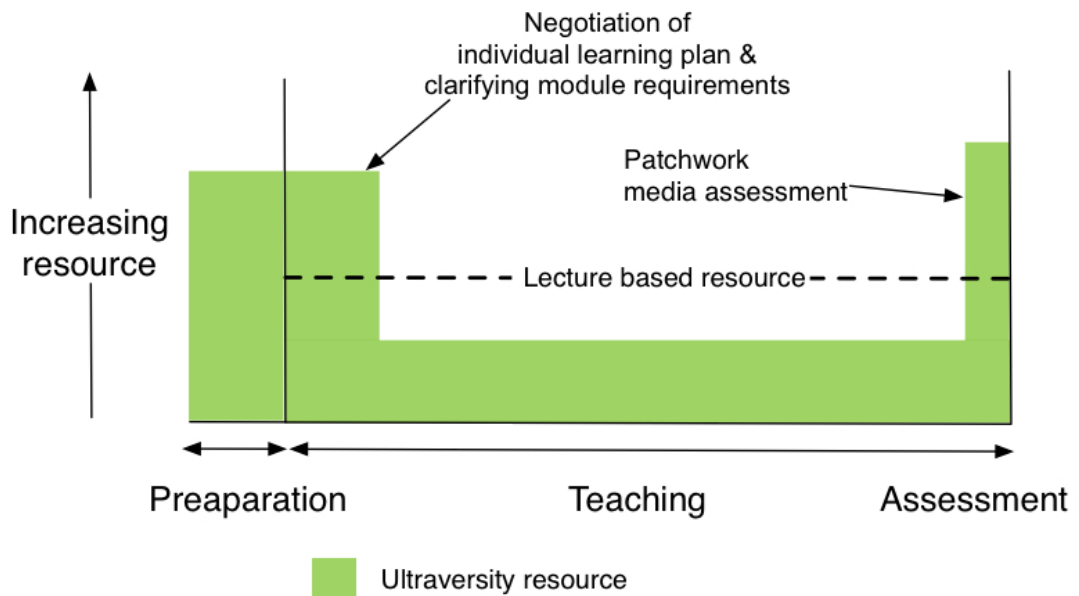 Negotiation of
individual learning plan &
clarifying module requirements
Patchwork
media assessment
Increasing
resource
Lecture based resource
Preaparation
Teaching
Assessment
Ultraversity resource